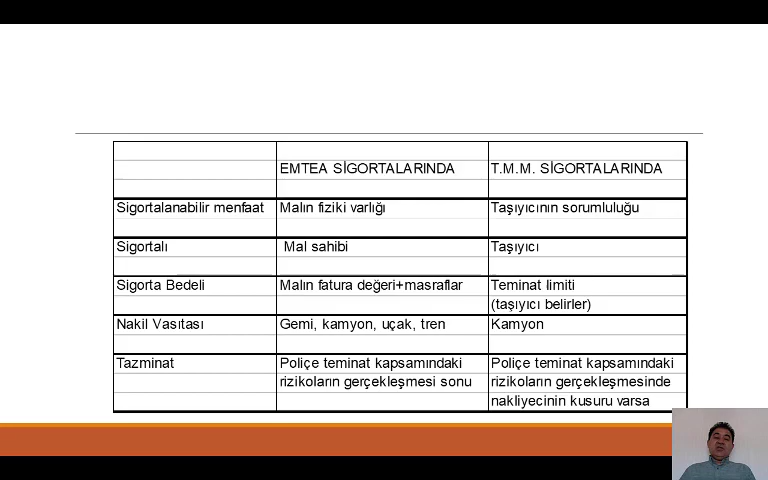 EMTEA SİGORTALARINDA T.M.M. SİGORTALARINDA
Sigortalanabilir menfaat Malın fiziki varlığı Taşıyıcının sorumluluğu
Sigortalı Mal sahibi Taşıyıcı
Sigorta Bedeli Malın fatura değeri+masraflar Teminat limiti
(taşıyıcı belirler)
Nakil Vasıtası Gemi, kamyon, uçak, tren Kamyon
Tazminat Poliçe teminat kapsamındaki Poliçe teminat kapsamındaki
rizikoların gerçekleşmesi sonu rizikoların gerçekleşmesinde
nakliyecinin kusuru varsa